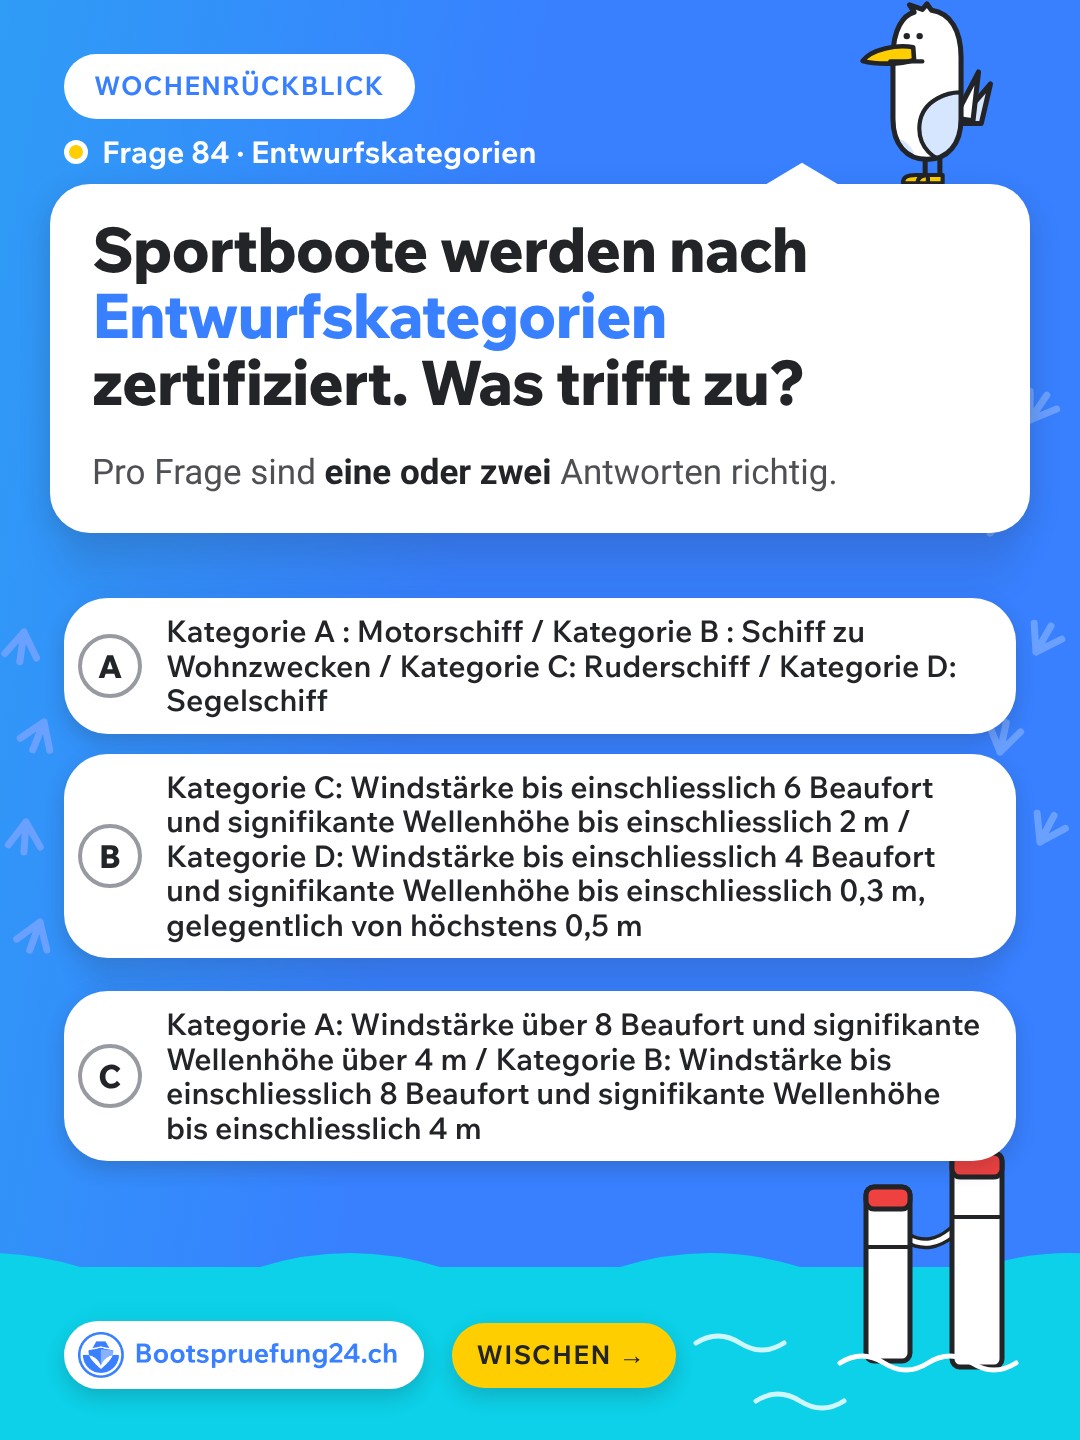 WOCHENRÜCKBLICK
Frage 84 · Entwurfskategorien
Sportboote werden nach
Entwurfskategorien
zertifiziert. Was trifft zu?
Pro Frage sind eine oder zwei Antworten richtig.
A
Kategorie A : Motorschiff / Kategorie B : Schiff zu
Wohnzwecken / Kategorie C: Ruderschiff / Kategorie D:
Segelschiff
B
Kategorie C: Windstärke bis einschliesslich 6 Beaufort
und signifikante Wellenhöhe bis einschliesslich 2 m /
Kategorie D: Windstärke bis einschliesslich 4 Beaufort
und signifikante Wellenhöhe bis einschliesslich 0,3 m,
gelegentlich von höchstens 0,5 m
C
Kategorie A: Windstärke über 8 Beaufort und signifikante
Wellenhöhe über 4 m / Kategorie B: Windstärke bis
einschliesslich 8 Beaufort und signifikante Wellenhöhe
bis einschliesslich 4 m
Bootspruefung24.ch
WISCHEN →